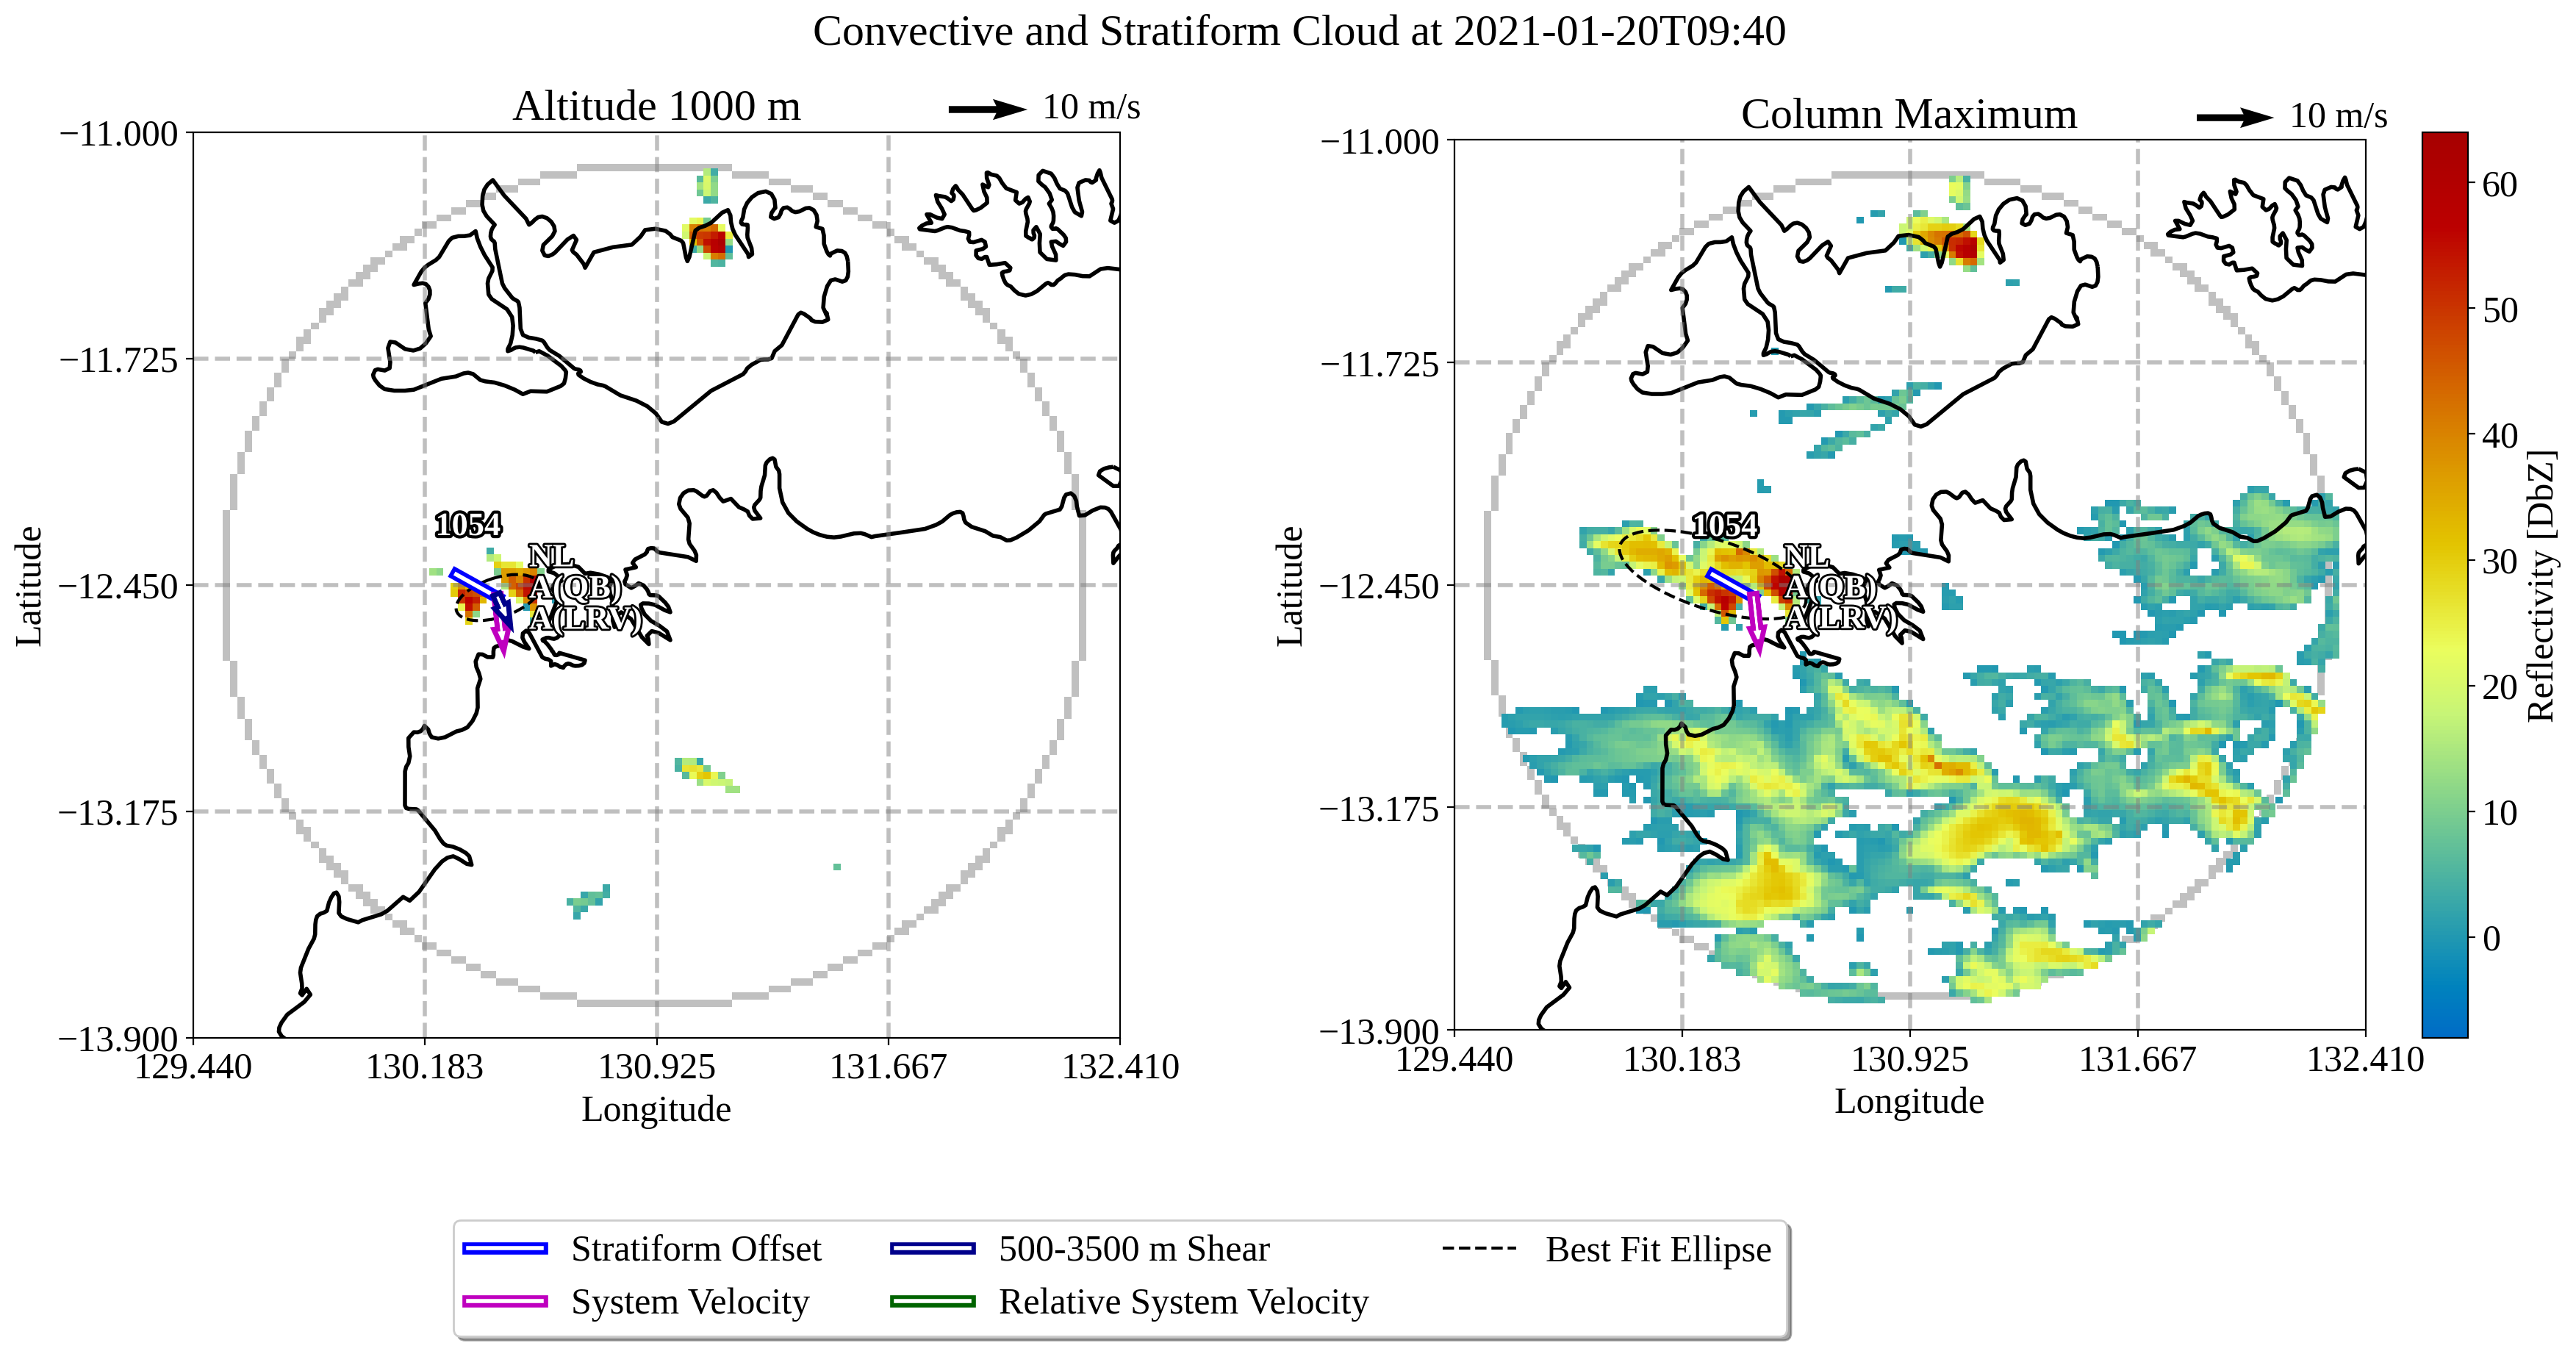 Convective and Stratiform Cloud at 2021-01-20T09:40
Altitude 1000 m
10 m/s
−11.000
−11.725
−12.450
−13.175
−13.900
129.440
130.183
130.925
131.667
132.410
Latitude
Longitude
1054
NL
A(QB)
A(LRV)
Column Maximum
10 m/s
−11.000
−11.725
−12.450
−13.175
−13.900
129.440
130.183
130.925
131.667
132.410
Latitude
Longitude
1054
NL
A(QB)
A(LRV)
60
50
40
30
20
10
0
Reflectivity [DbZ]
Stratiform Offset
System Velocity
500-3500 m Shear
Relative System Velocity
Best Fit Ellipse